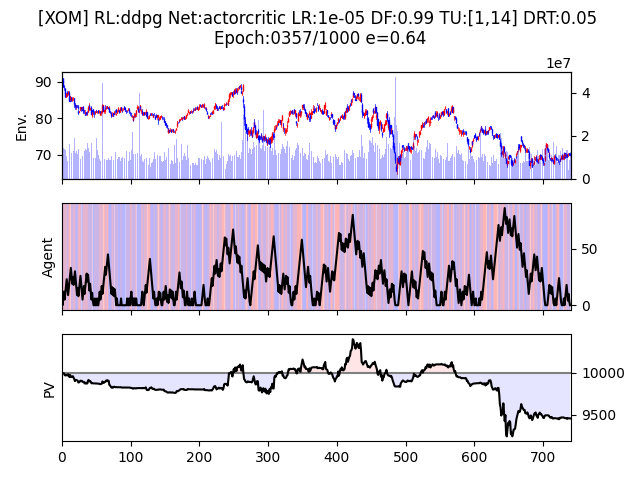 [XOM] RL:ddpg Net:actorcritic LR:1e-05 DF:0.99 TU:[1,14] DRT:0.05
Epoch:0357/1000 e=0.64
1e7
90
80
70
Env.
4
2
0
Agent
50
0
PV
10000
9500
0 100 200 300 400 500 600 700